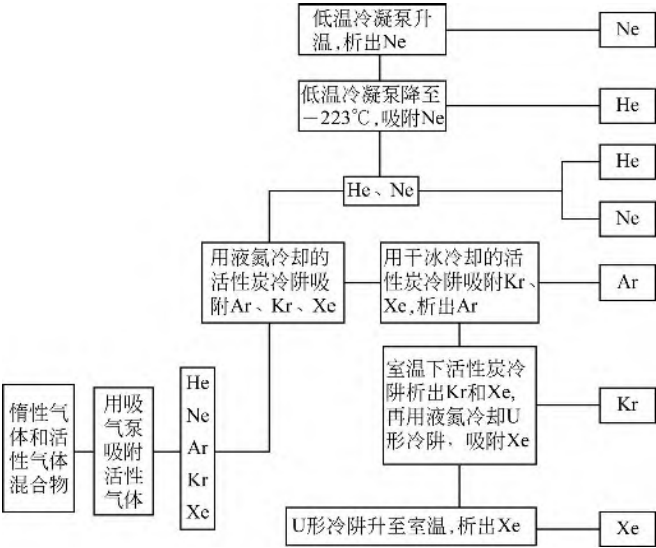 低温冷凝泵升
温,析出Ne
Ne
低温冷凝泵降至
-223℃,吸附Ne
He
He、Ne
He
Ne
用液氮冷却的
活性炭冷阱吸
附Ar、Kr、Xe
用干冰冷却的活
性炭冷阱吸附Kr、
Xe,析出Ar
Ar
惰性气
体和活
性气体
混合物
用吸
气泵
吸附
活性
气体
He
Ne
Ar
Kr
Xe
室温下活性炭冷
阱析出Kr和Xe,
再用液氮冷却U
形冷阱，吸附Xe
Kr
U形冷阱升至室温,析出Xe
Xe